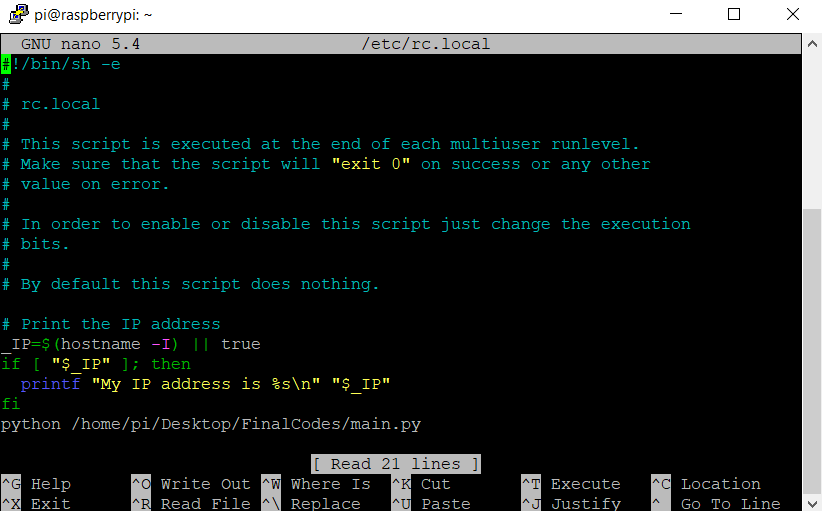 pi@raspberrypi: ~
GNU nano 5.4 /etc/rc.local
#!/bin/sh -e
#
# rc.local
#
# This script is executed at the end of each multiuser runlevel.
# Make sure that the script will "exit 0" on success or any other
# value on error.
#
# In order to enable or disable this script just change the execution
# bits.
#
# By default this script does nothing.

# Print the IP address
_IP=$(hostname -I) || true
if [ "$_IP" ]; then
  printf "My IP address is %s\n" "$_IP"
fi
python /home/pi/Desktop/FinalCodes/main.py

[ Read 21 lines ]
^G Help ^O Write Out ^W Where Is ^K Cut ^T Execute ^C Location
^X Exit ^R Read File ^\ Replace ^U Paste ^J Justify ^_ Go To Line